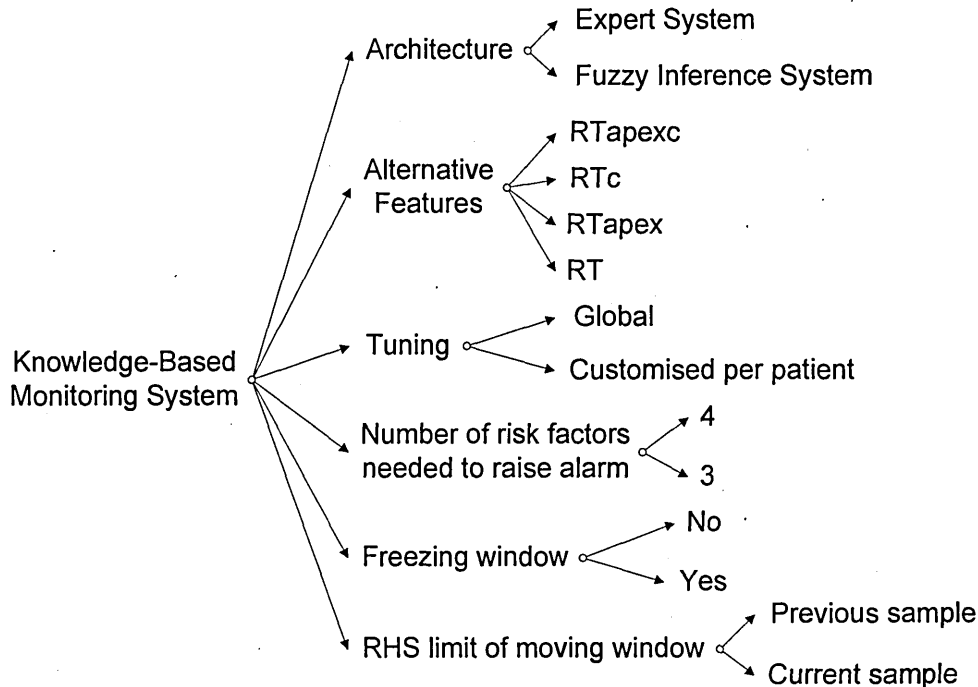 Knowledge-Based
Monitoring System
Architecture
Expert System
Fuzzy Inference System
Alternative
Features
RTapexc
RTc
RTapex
RT
Tuning
Global
Customised per patient
Number of risk factors
needed to raise alarm
4
3
Freezing window
No
Yes
RHS limit of moving window
Previous sample
Current sample